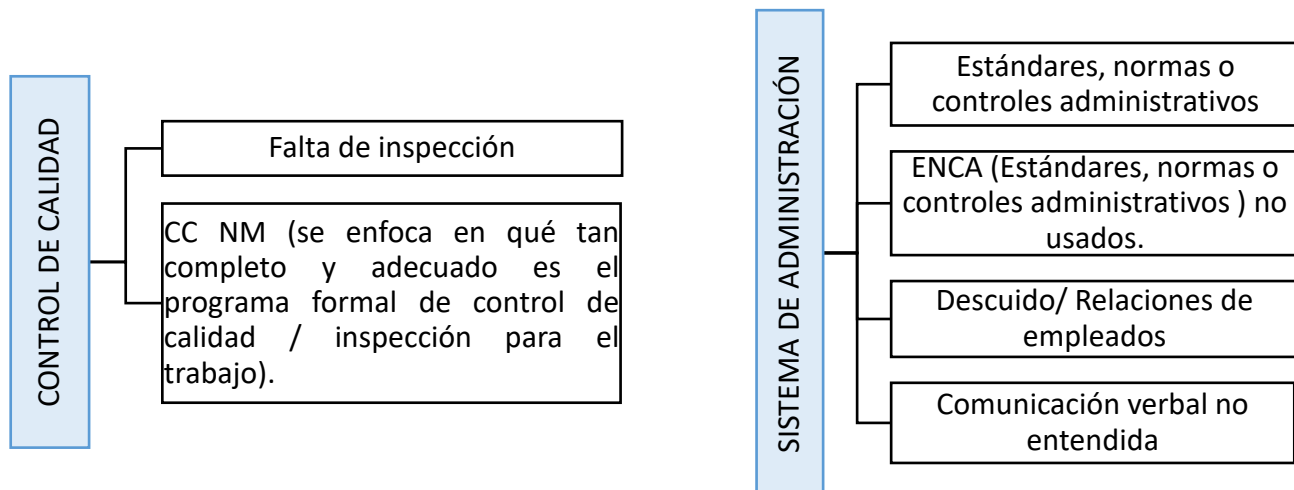 CONTROL DE CALIDAD
Falta de inspección
CC NM (se enfoca en qué tan
completo y adecuado es el
programa formal de control de
calidad / inspección para el
trabajo).
SISTEMA DE ADMINISTRACIÓN
Estándares, normas o
controles administrativos
ENCA (Estándares, normas o
controles administrativos ) no
usados.
Descuido/ Relaciones de
empleados
Comunicación verbal no
entendida